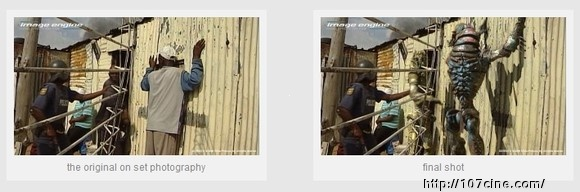 image engine
image engine
the original on set photography
final shot
http://107cine.com/